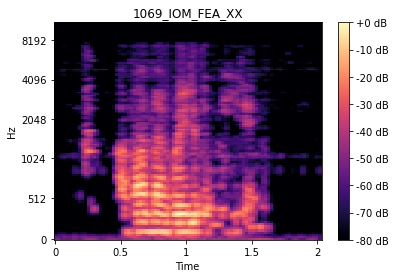 1069_IOM_FEA_XX
Hz
8192
4096
2048
1024
512
0
0
0.5
1
1.5
2
Time
+0 dB
-10 dB
-20 dB
-30 dB
-40 dB
-50 dB
-60 dB
-70 dB
-80 dB